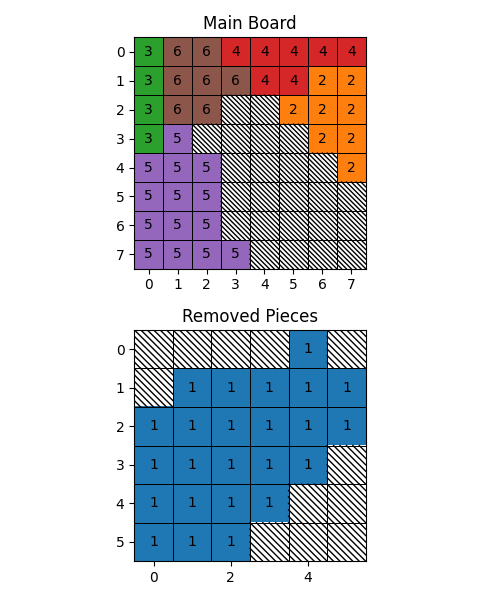 Main Board
0 3 6 6 4 4 4 4 4
1 3 6 6 6 4 4 2 2
2 3 6 6 2 2 2
3 3 5 2 2
4 5 5 5 2
5 5 5 5
6 5 5 5
7 5 5 5 5
0 1 2 3 4 5 6 7
Removed Pieces
0 1
1 1 1 1 1 1
2 1 1 1 1 1 1
3 1 1 1 1 1
4 1 1 1 1
5 1 1 1
0 2 4